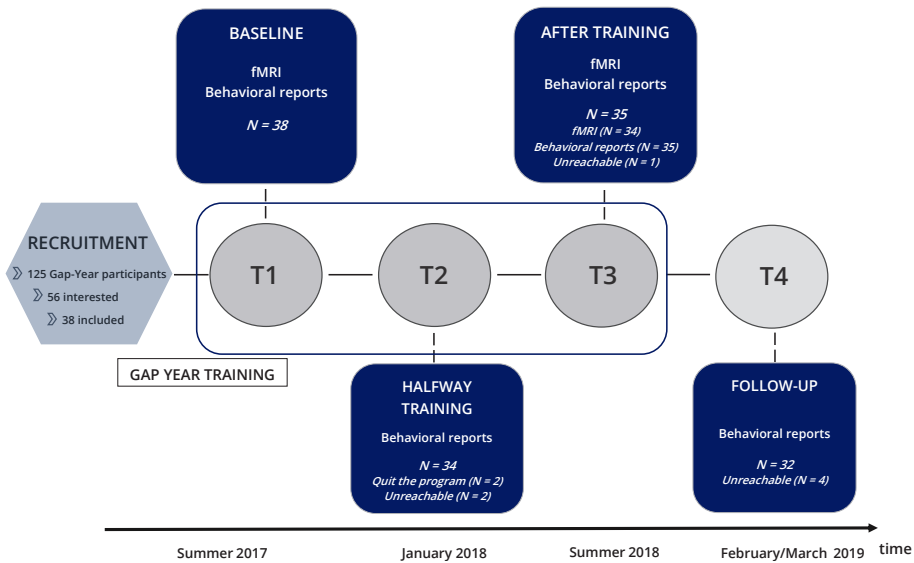 BASELINE
fMRI
Behavioral reports
N = 38
AFTER TRAINING
fMRI
Behavioral reports
N = 35
fMRI (N = 34)
Behavioral reports (N = 35)
Unreachable (N = 1)
RECRUITMENT
125 Gap-Year participants
56 interested
38 included
T1
T2
T3
T4
GAP YEAR TRAINING
HALFWAY
TRAINING
Behavioral reports
N = 34
Quit the program (N = 2)
Unreachable (N = 2)
FOLLOW-UP
Behavioral reports
N = 32
Unreachable (N = 4)
Summer 2017
January 2018
Summer 2018
February/March 2019
time